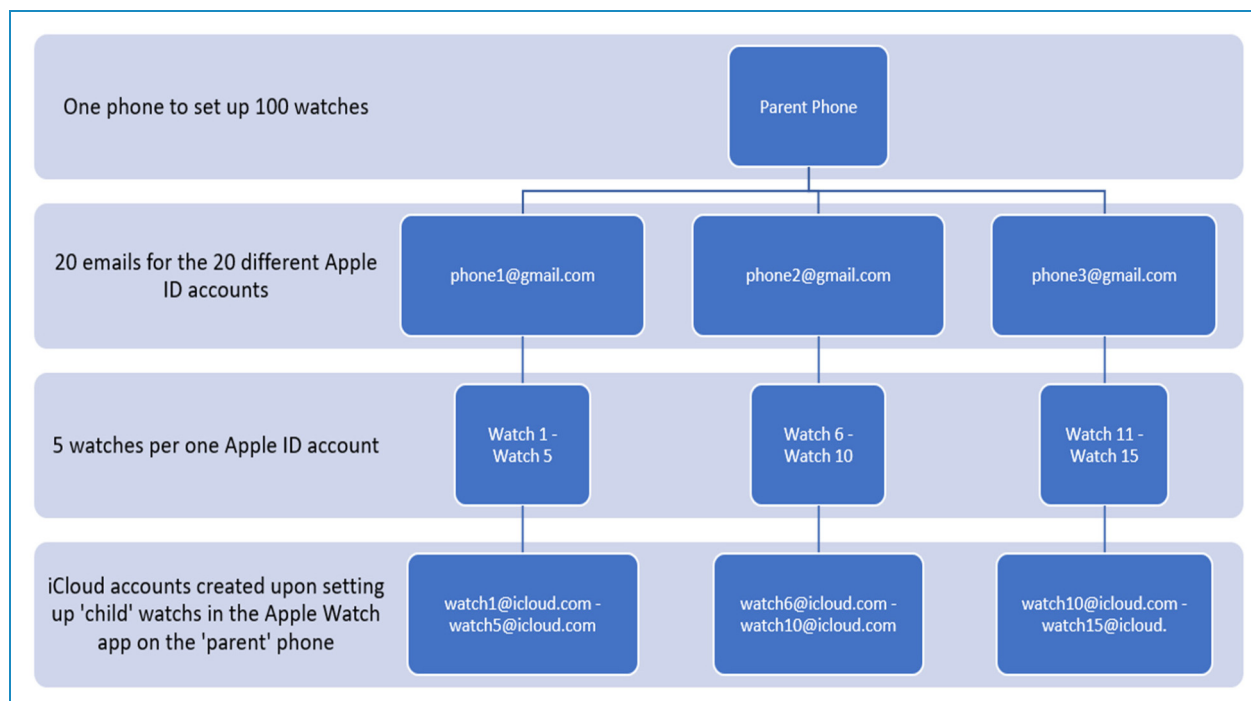 One phone to set up 100 watches
Parent Phone
20 emails for the 20 different Apple
ID accounts
phone1@gmail.com
phone2@gmail.com
phone3@gmail.com
5 watches per one Apple ID account
Watch 1 -
Watch 5
Watch 6 -
Watch 10
Watch 11 -
Watch 15
iCloud accounts created upon setting
up 'child' watchs in the Apple Watch
app on the 'parent' phone
watch1@icloud.com -
watch5@icloud.com
watch6@icloud.com -
watch10@icloud.com
watch10@icloud.com -
watch15@icloud.